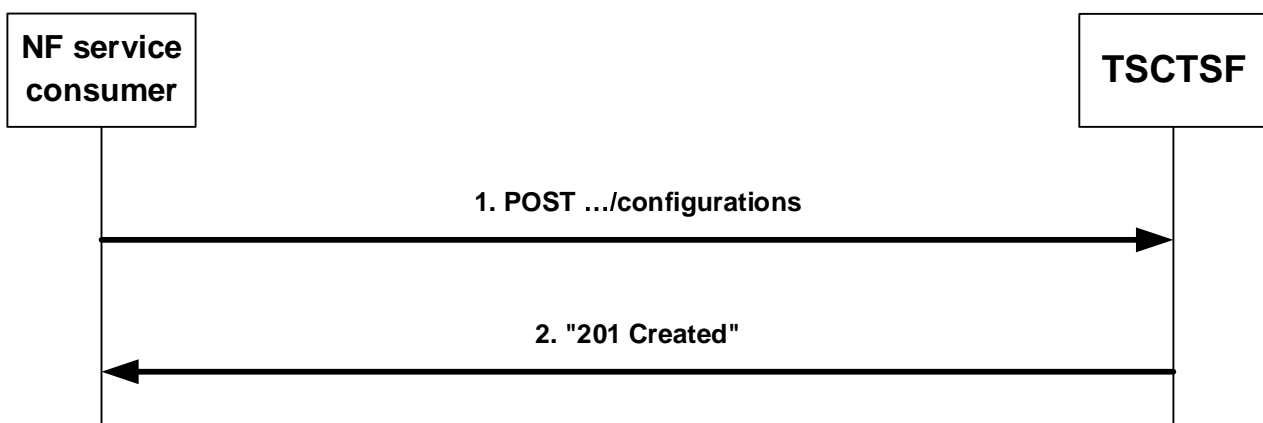 NF service
consumer
TSCTSF
1. POST …/configurations
2. "201 Created"